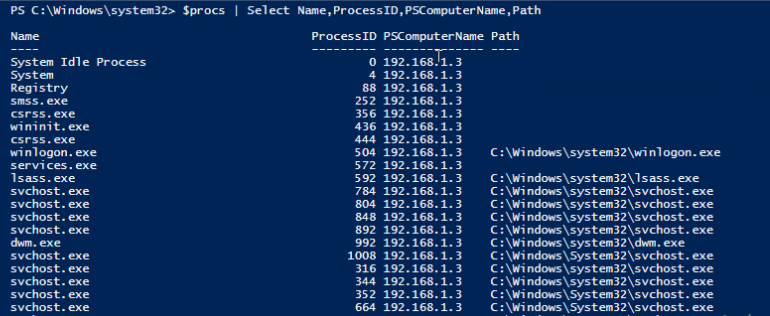 PS C:\Windows\system32> $procs | Select Name,ProcessID,PSComputerName,Path
Name ProcessID PSComputerName Path
---- --------- -------------- ----
System Idle Process 0 192.168.1.3
System 4 192.168.1.3
Registry 88 192.168.1.3
smss.exe 252 192.168.1.3
csrss.exe 356 192.168.1.3
wininit.exe 436 192.168.1.3
csrss.exe 444 192.168.1.3
winlogon.exe 504 192.168.1.3 C:\Windows\system32\winlogon.exe
services.exe 572 192.168.1.3
lsass.exe 592 192.168.1.3 C:\Windows\system32\lsass.exe
svchost.exe 784 192.168.1.3 C:\Windows\system32\svchost.exe
svchost.exe 804 192.168.1.3 C:\Windows\system32\svchost.exe
svchost.exe 848 192.168.1.3 C:\Windows\system32\svchost.exe
svchost.exe 892 192.168.1.3 C:\Windows\system32\svchost.exe
dwm.exe 992 192.168.1.3 C:\Windows\system32\dwm.exe
svchost.exe 1008 192.168.1.3 C:\Windows\System32\svchost.exe
svchost.exe 316 192.168.1.3 C:\Windows\System32\svchost.exe
svchost.exe 344 192.168.1.3 C:\Windows\system32\svchost.exe
svchost.exe 352 192.168.1.3 C:\Windows\System32\svchost.exe
svchost.exe 664 192.168.1.3 C:\Windows\System32\svchost.exe